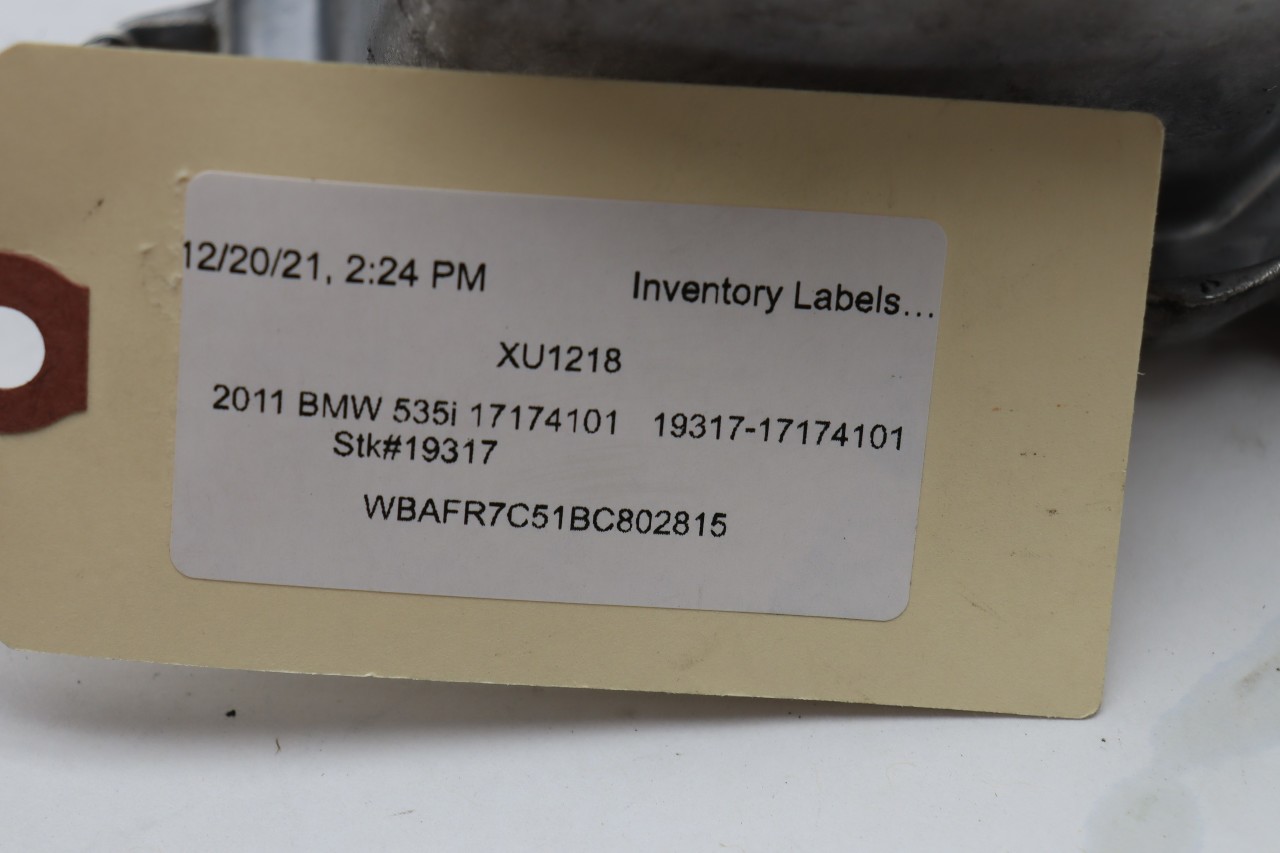 12/20/21, 2:24 PM Inventory Labels...
XU1218
2011 BMW 535i 17174101 19317-17174101
Stk#19317
WBAFR7C51BC802815